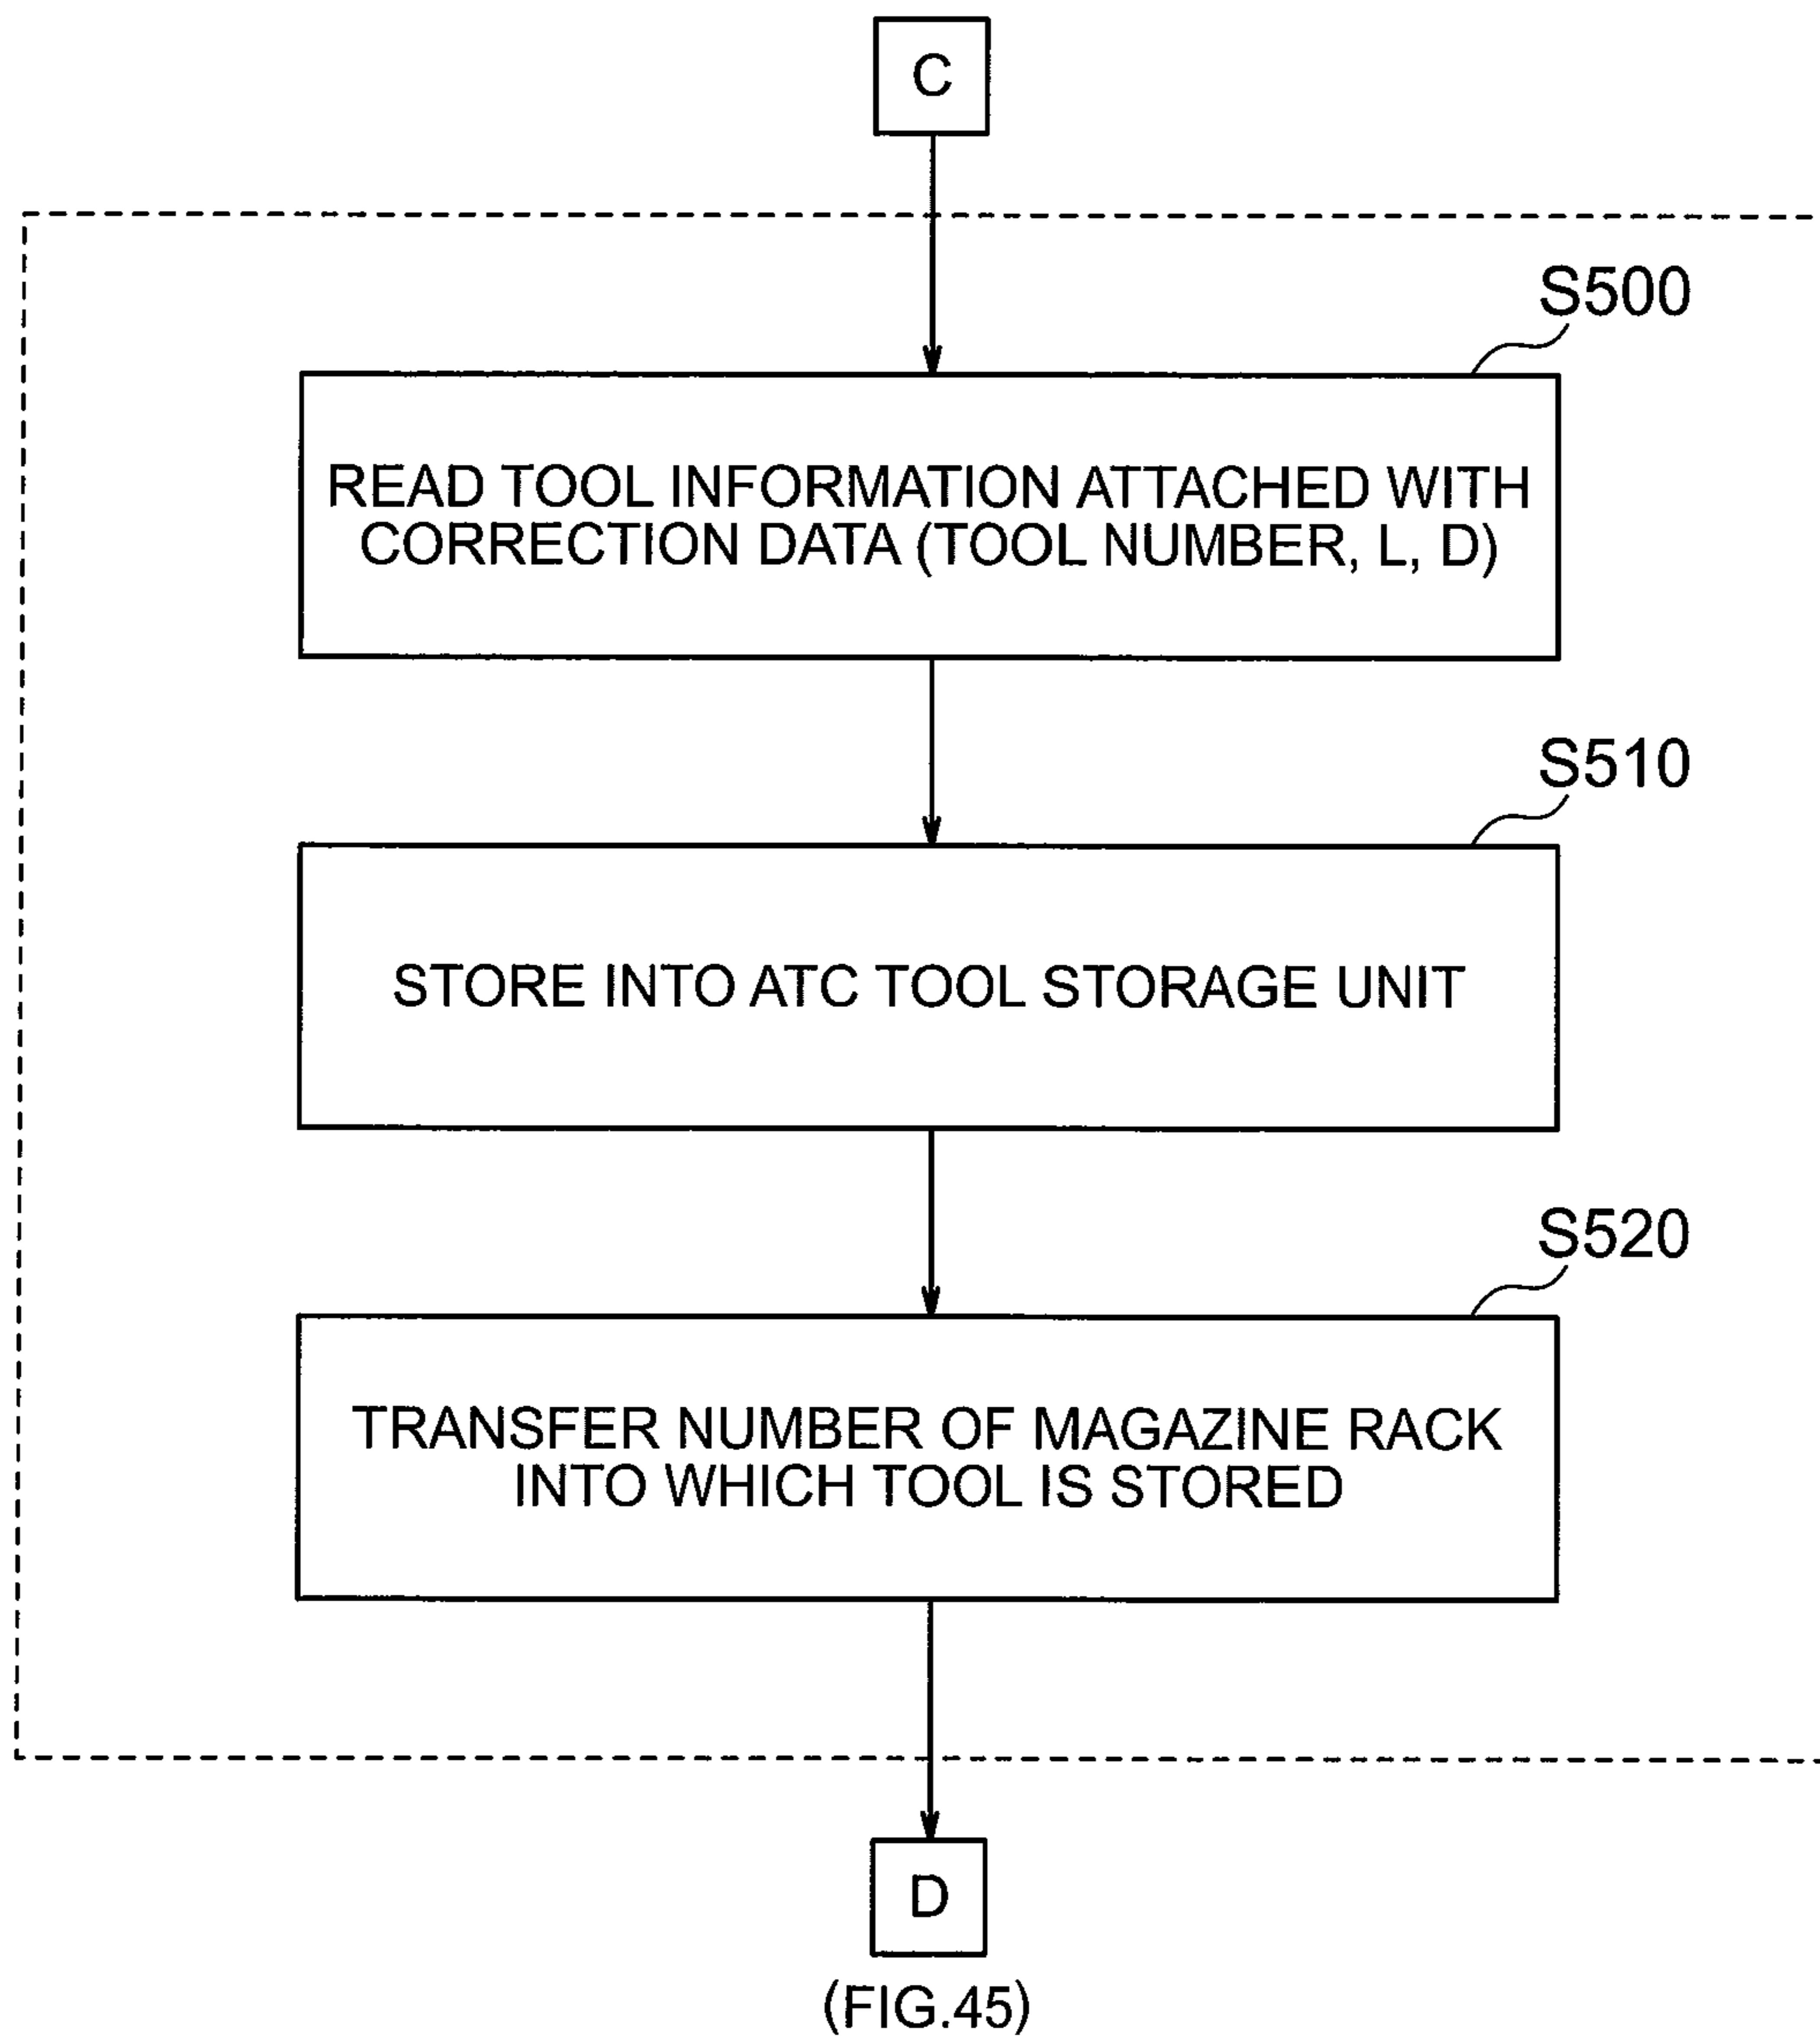 C
S500
READ TOOL INFORMATION ATTACHED WITH
CORRECTION DATA (TOOL NUMBER, L, D)
S510
STORE INTO ATC TOOL STORAGE UNIT
S520
TRANSFER NUMBER OF MAGAZINE RACK
INTO WHICH TOOL IS STORED
D
(FIG.45)